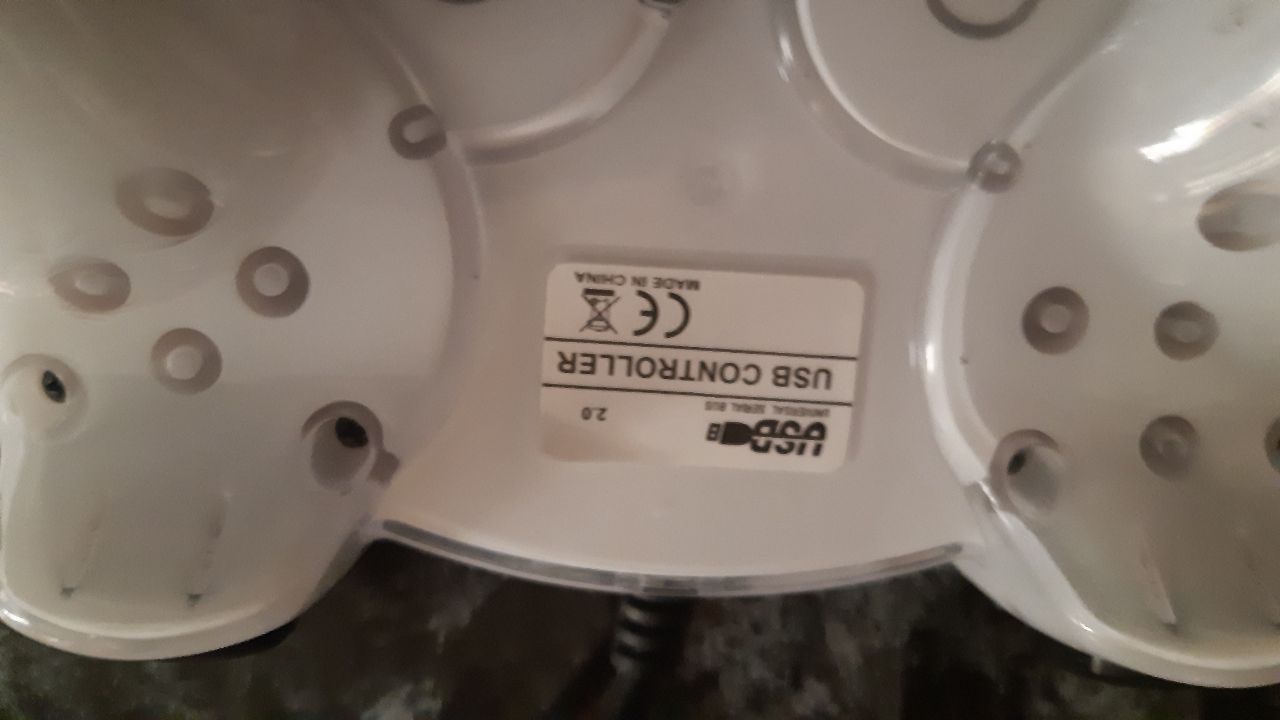 USB
UNIVERSAL SERIAL BUS
2.0
USB CONTROLLER
CE
MADE IN CHINA